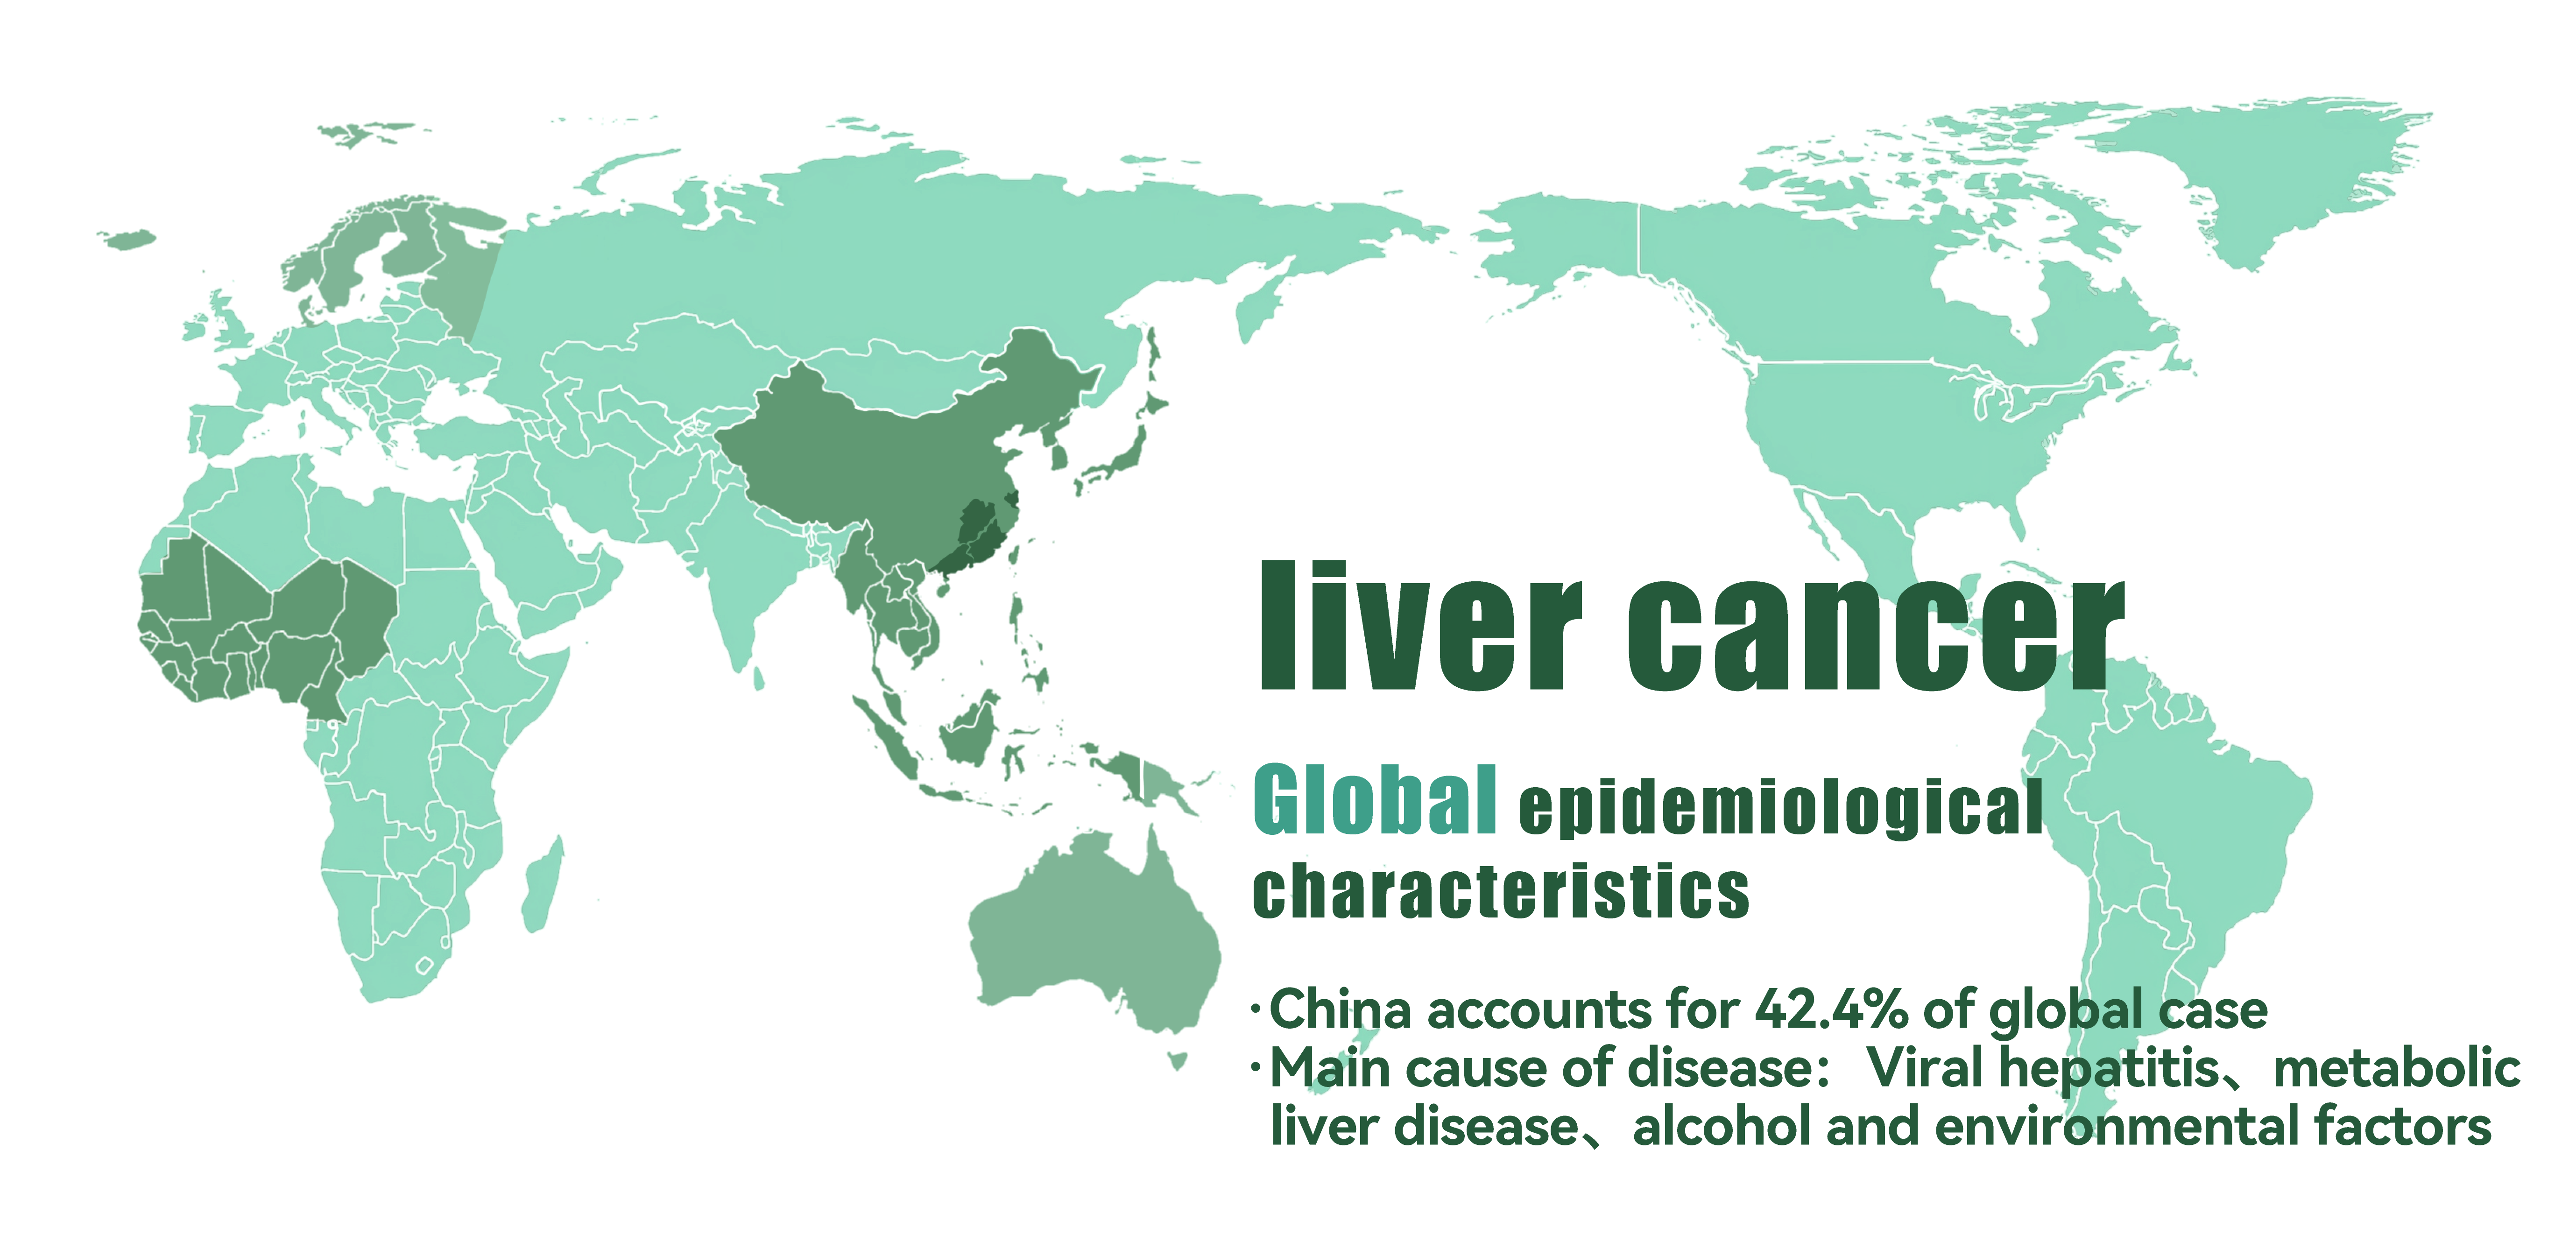 liver cancer
Global epidemiological
characteristics
·China accounts for 42.4% of global case
·Main cause of disease： Viral hepatitis、metabolic
liver disease、alcohol and environmental factors